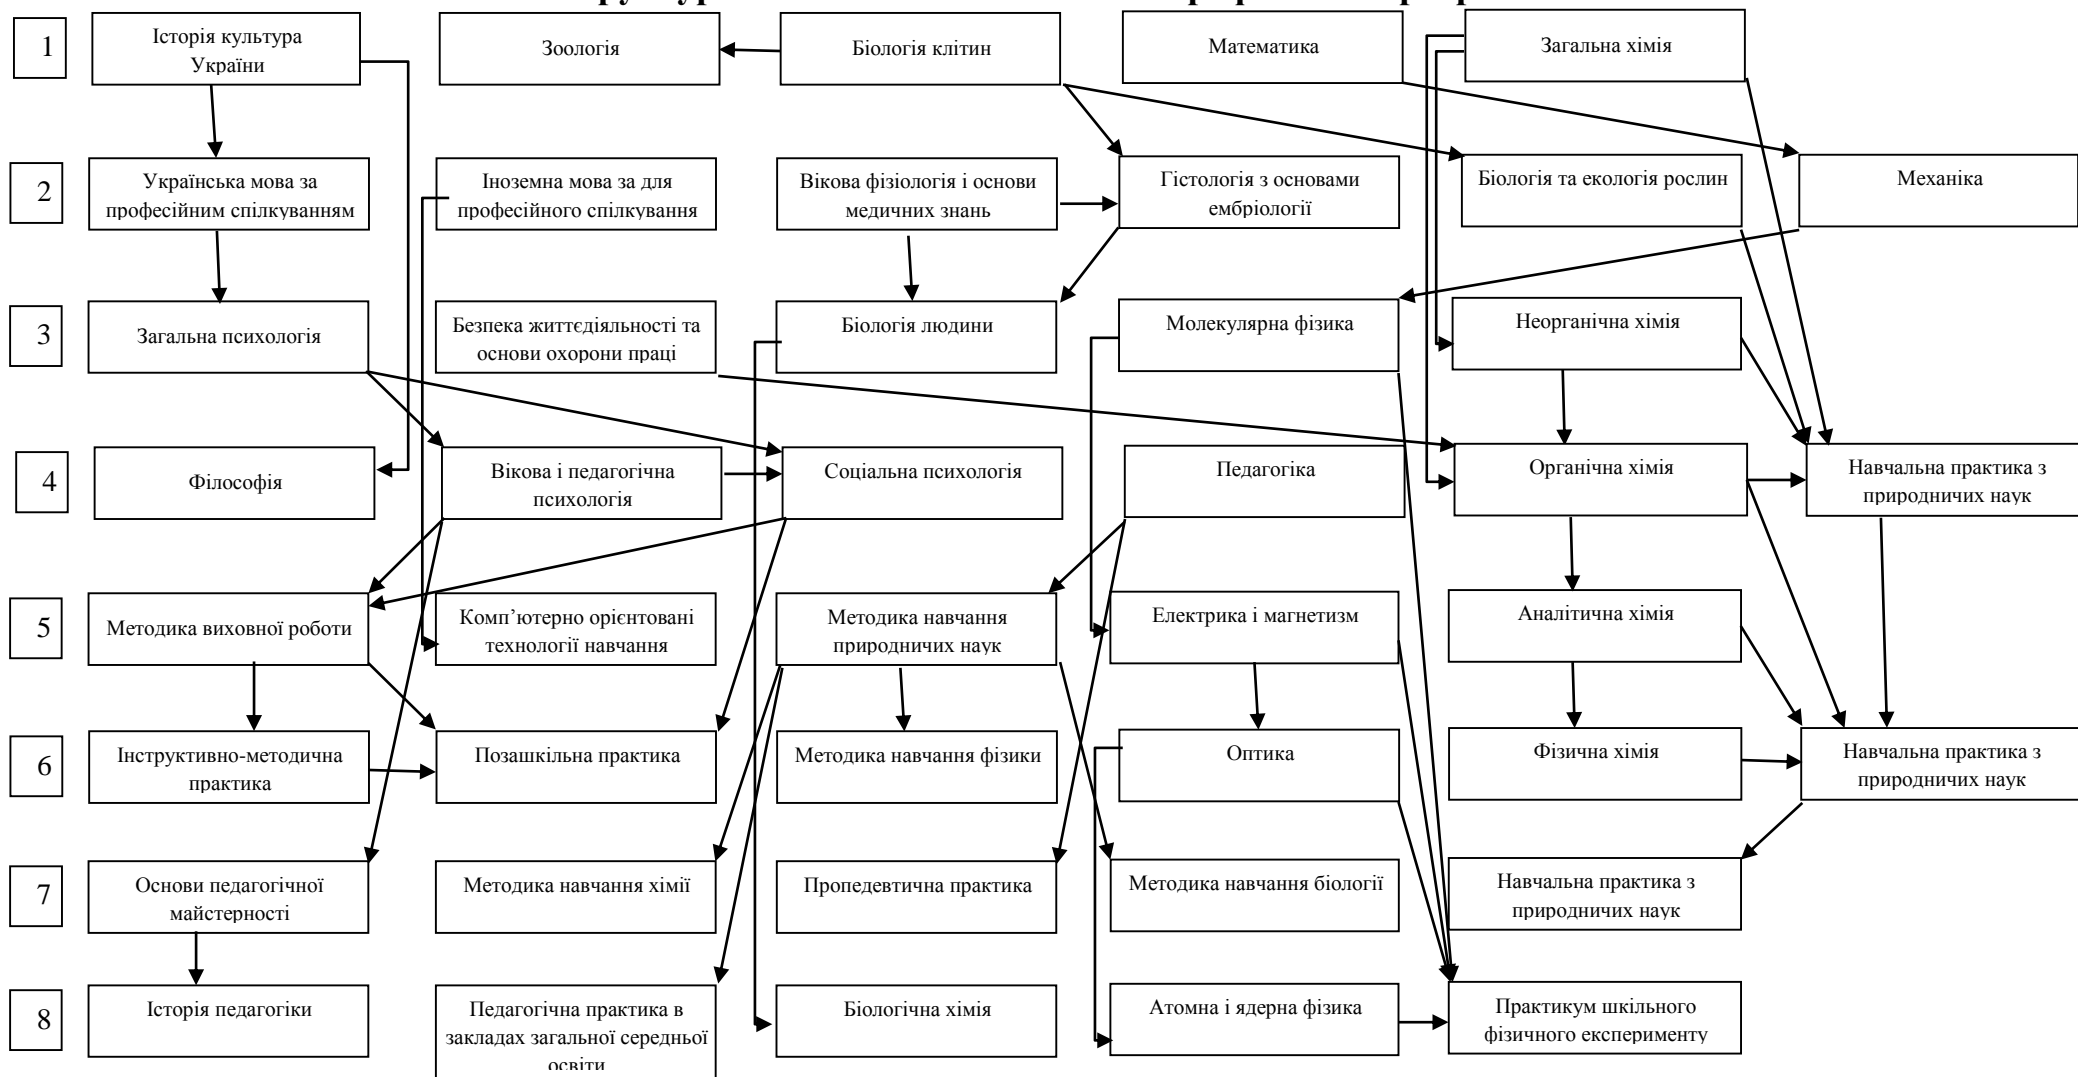 1
Історія культура
України
Зоологія
Біологія клітин
Математика
Загальна хімія
2
Українська мова за
професійним спілкуванням
Іноземна мова за для
професійного спілкування
Вікова фізіологія і основи
медичних знань
Гістологія з основами
ембріології
Біологія та екологія рослин
Механіка
3
Загальна психологія
Безпека життєдіяльності та
основи охорони праці
Біологія людини
Молекулярна фізика
Неорганічна хімія
4
Філософія
Вікова і педагогічна
психологія
Соціальна психологія
Педагогіка
Органічна хімія
Навчальна практика з
природничих наук
5
Методика виховної роботи
Комп’ютерно орієнтовані
технології навчання
Методика навчання
природничих наук
Електрика і магнетизм
Аналітична хімія
6
Інструктивно-методична
практика
Позашкільна практика
Методика навчання фізики
Оптика
Фізична хімія
Навчальна практика з
природничих наук
7
Основи педагогічної
майстерності
Методика навчання хімії
Пропедевтична практика
Методика навчання біології
Навчальна практика з
природничих наук
8
Історія педагогіки
Педагогічна практика в
закладах загальної середньої
освіти
Біологічна хімія
Атомна і ядерна фізика
Практикум шкільного
фізичного експерименту